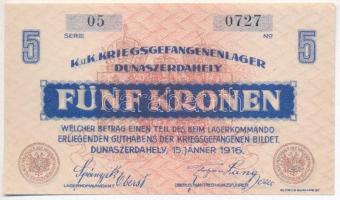 05 0727
SERIE No
5 K.u.K. KRIEGSGEFANGENENLAGER 5
DUNASZERDAHELY
FÜNF KRONEN
WELCHER BETRAG EINEN TEIL DES BEIM LAGERKOMMANDO
ERLIEGENDEN GUTHABENS DER KRIEGSGEFANGENEN BILDET.
DUNASZERDAHELY, 15. JÄNNER 1916.
Oberst
LAGERKOMMANDANT